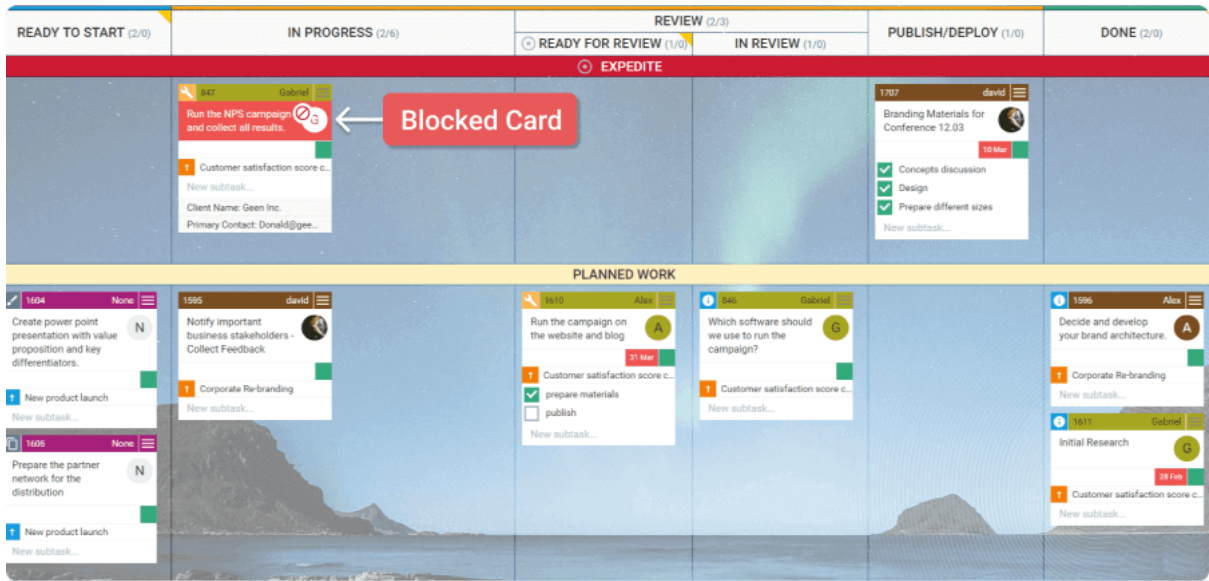 READY TO START (2/0)
IN PROGRESS (2/6)
REVIEW (2/3)
READY FOR REVIEW (1/0)
IN REVIEW (1/0)
PUBLISH/DEPLOY (1/0)
DONE (2/0)
EXPEDITE
847 Gabriel
Run the NPS campaign
and collect all results.
G
Customer satisfaction score c...
New subtask...
Client Name: Geen Inc.
Primary Contact: Donald@gee...
Blocked Card
1707 david
Branding Materials for
Conference 12.03
10 Mar
Concepts discussion
Design
Prepare different sizes
New subtask...
PLANNED WORK
1604 None
Create power point
presentation with value
proposition and key
differentiators.
N
New product launch
New subtask...
1605 None
Prepare the partner
network for the
distribution
N
New product launch
New subtask...
1595 david
Notify important
business stakeholders -
Collect Feedback
Corporate Re-branding
New subtask...
1610 Alex
Run the campaign on
the website and blog
A
31 Mar
Customer satisfaction score c...
prepare materials
publish
New subtask...
846 Gabriel
Which software should
we use to run the
campaign?
G
Customer satisfaction score c...
New subtask...
1596 Alex
Decide and develop
your brand architecture.
A
Corporate Re-branding
New subtask...
1611 Gabriel
Initial Research
G
28 Feb
Customer satisfaction score c...
New subtask...